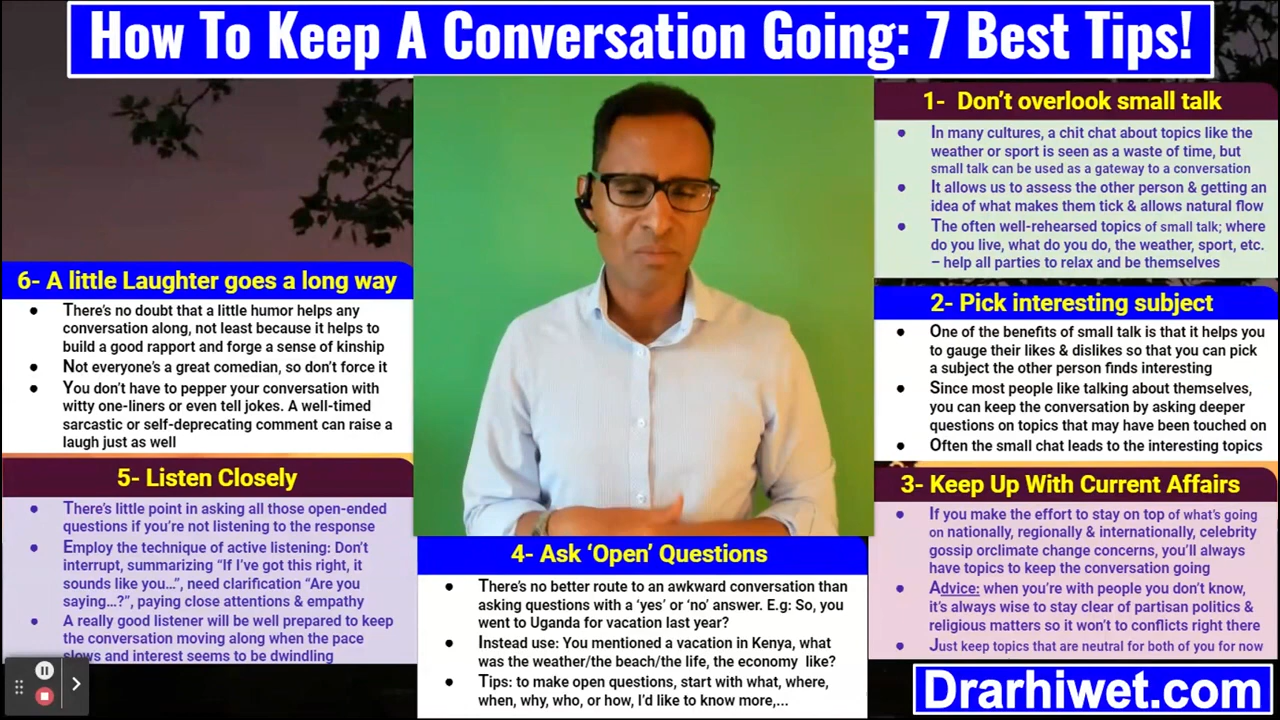 How To Keep A Conversation Going: 7 Best Tips!
1- Don't overlook small talk
● In many cultures, a chit chat about topics like the
weather or sport is seen as a waste of time, but
small talk can be used as a gateway to a conversation
● It allows us to assess the other person & getting an
idea of what makes them tick & allows natural flow
● The often well-rehearsed topics of small talk; where
do you live, what do you do, the weather, sport, etc.
– help all parties to relax and be themselves
2- Pick interesting subject
● One of the benefits of small talk is that it helps you
to gauge their likes & dislikes so that you can pick
a subject the other person finds interesting
● Since most people like talking about themselves,
you can keep the conversation by asking deeper
questions on topics that may have been touched on
● Often the small chat leads to the interesting topics
3- Keep Up With Current Affairs
● If you make the effort to stay on top of what's going
on nationally, regionally & internationally, celebrity
gossip orclimate change concerns, you'll always
have topics to keep the conversation going
● Advice: when you're with people you don't know,
it's always wise to stay clear of partisan politics &
religious matters so it won't to conflicts right there
● Just keep topics that are neutral for both of you for now
4- Ask 'Open' Questions
● There's no better route to an awkward conversation than
asking questions with a 'yes' or 'no' answer. E.g: So, you
went to Uganda for vacation last year?
● Instead use: You mentioned a vacation in Kenya, what
was the weather/the beach/the life, the economy like?
● Tips: to make open questions, start with what, where,
when, why, who, or how, I'd like to know more,...
5- Listen Closely
● There's little point in asking all those open-ended
questions if you're not listening to the response
● Employ the technique of active listening: Don't
interrupt, summarizing "If I've got this right, it
sounds like you…", need clarification "Are you
saying…?", paying close attentions & empathy
● A really good listener will be well prepared to keep
the conversation moving along when the pace
slows and interest seems to be dwindling
6- A little Laughter goes a long way
● There's no doubt that a little humor helps any
conversation along, not least because it helps to
build a good rapport and forge a sense of kinship
● Not everyone's a great comedian, so don't force it
● You don't have to pepper your conversation with
witty one-liners or even tell jokes. A well-timed
sarcastic or self-deprecating comment can raise a
laugh just as well
Drarhiwet.com